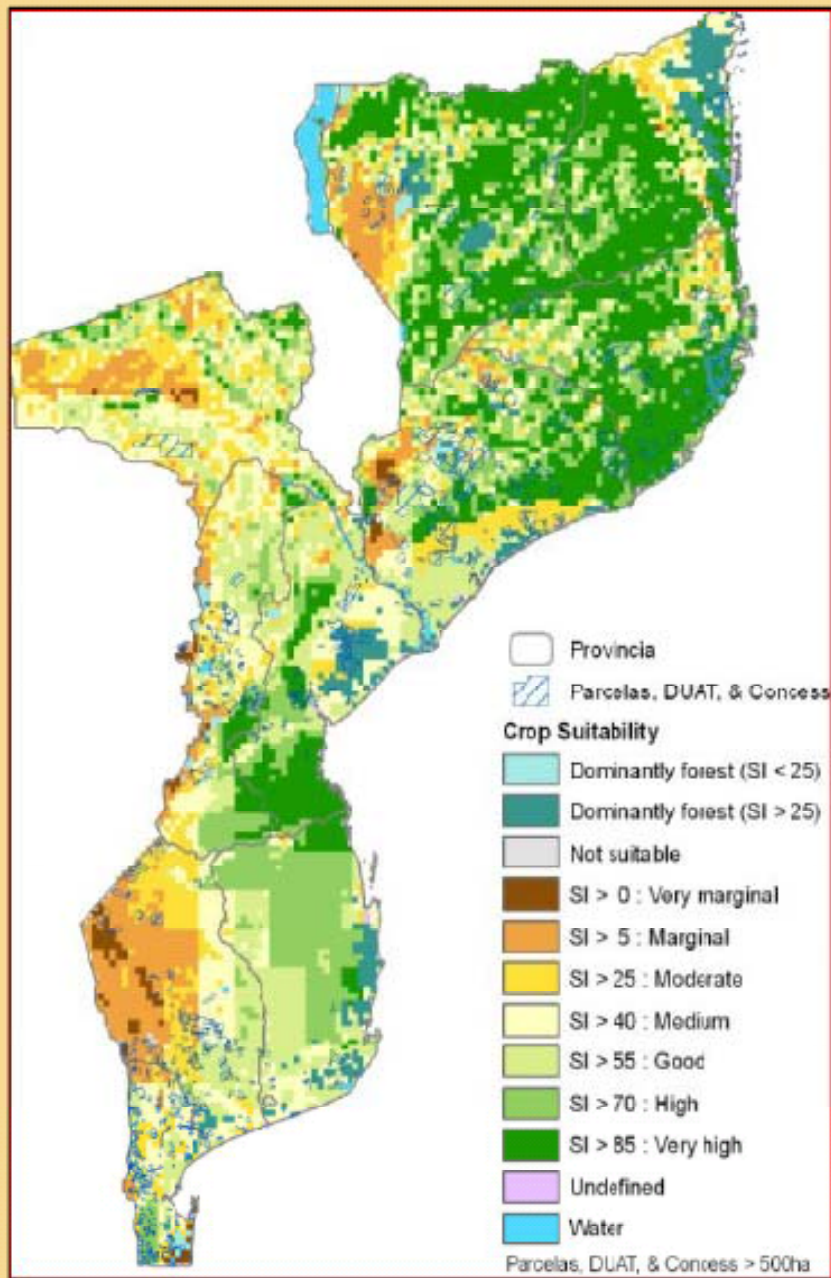 Provincia
Parcelas, DUAT, & Concess
Crop Suitability
Dominantly forest (SI < 25)
Dominantly forest (SI > 25)
Not suitable
SI > 0 : Very marginal
SI > 5 : Marginal
SI > 25 : Moderate
SI > 40 : Medium
SI > 55 : Good
SI > 70 : High
SI > 85 : Very high
Undefined
Water
Parcelas, DUAT, & Concess > 500ha